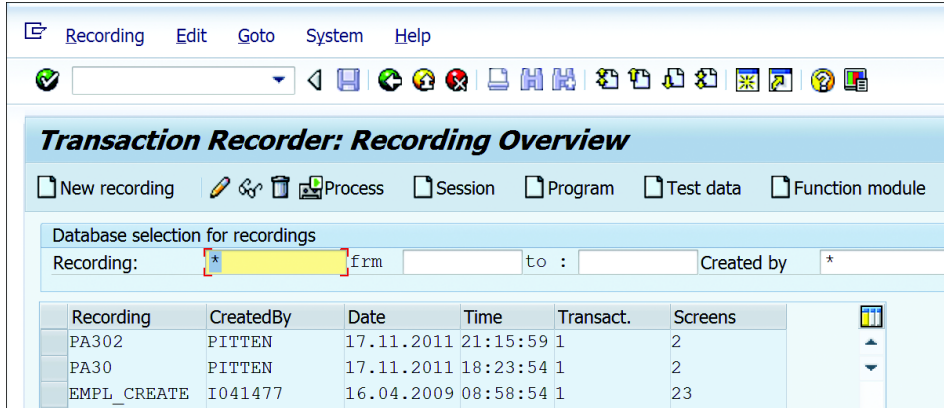 Recording Edit Goto System Help
Transaction Recorder: Recording Overview
New recording Process Session Program Test data Function module
Database selection for recordings
Recording: * frm to : Created by *
Recording CreatedBy Date Time Transact. Screens
PA302 PITTEN 17.11.2011 21:15:59 1 2
PA30 PITTEN 17.11.2011 18:23:54 1 2
EMPL_CREATE I041477 16.04.2009 08:58:54 1 23